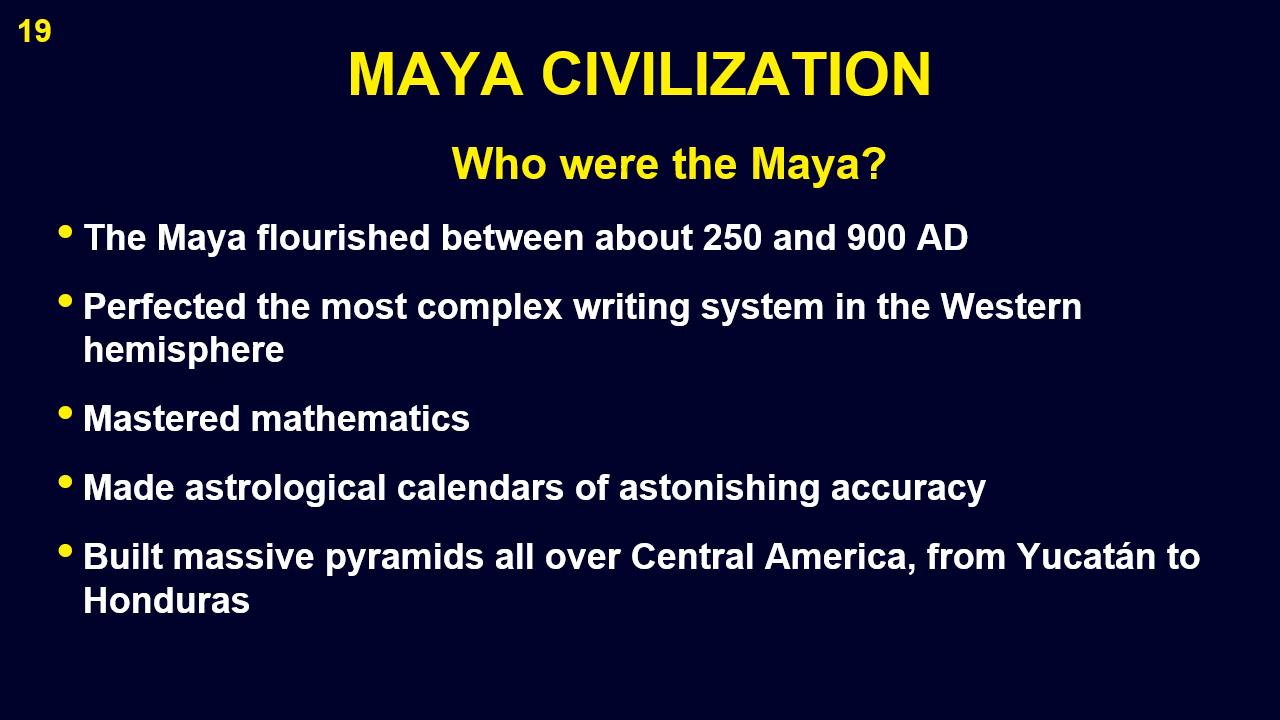 19
MAYA CIVILIZATION
Who were the Maya?
• The Maya flourished between about 250 and 900 AD
• Perfected the most complex writing system in the Western
hemisphere
• Mastered mathematics
• Made astrological calendars of astonishing accuracy
• Built massive pyramids all over Central America, from Yucatán to
Honduras